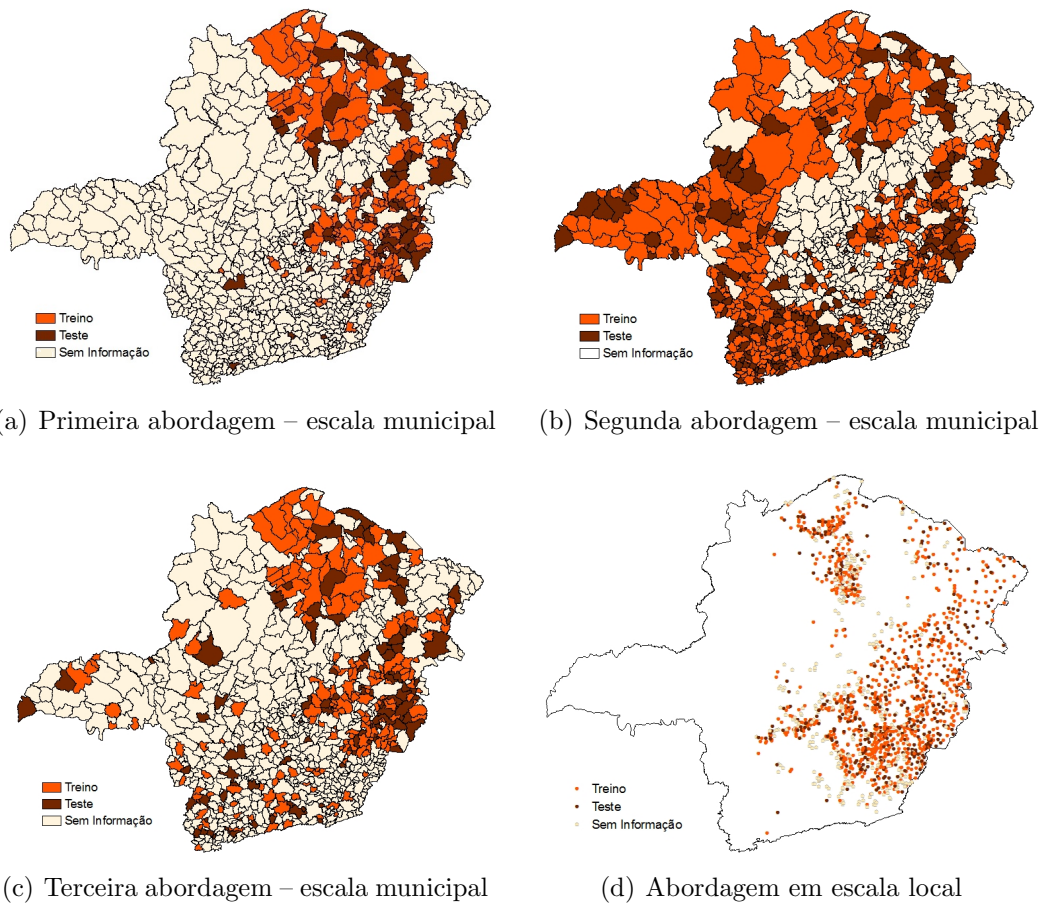 Treino
Teste
Sem Informação
Treino
Teste
Sem Informação
a) Primeira abordagem – escala municipal
(b) Segunda abordagem – escala municipal
Treino
Teste
Sem Informação
Treino
Teste
Sem Informação
(c) Terceira abordagem – escala municipal
(d) Abordagem em escala local